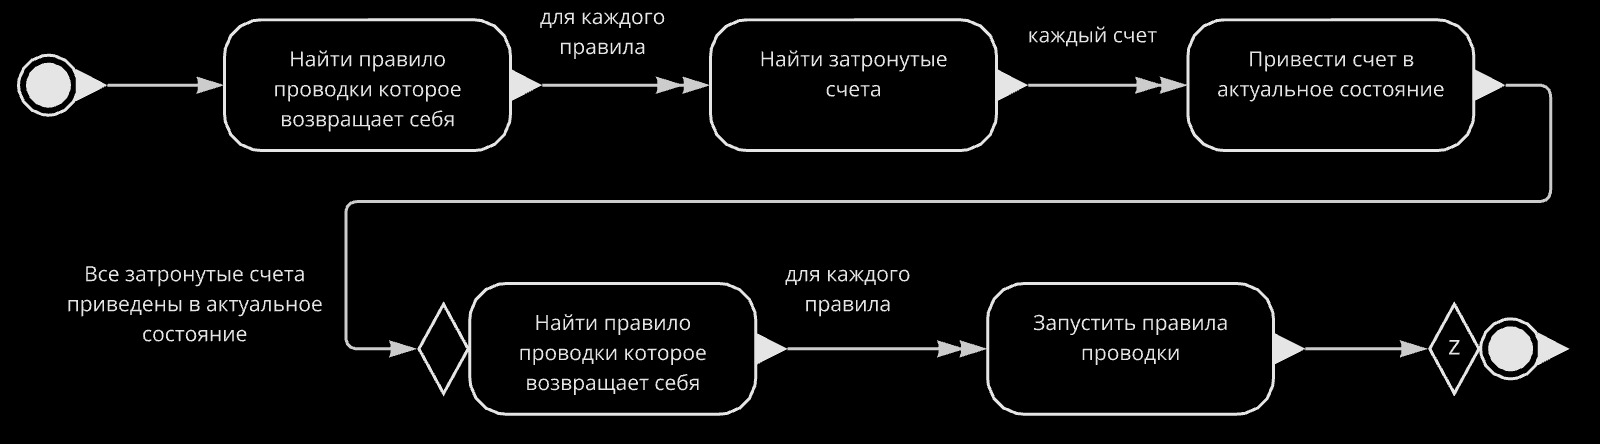 Найти правило
проводки которое
возвращает себя
для каждого
правила
Найти затронутые
счета
каждый счет
Привести счет в
актуальное состояние
Все затронутые счета
приведены в актуальное
состояние
Найти правило
проводки которое
возвращает себя
для каждого
правила
Запустить правила
проводки
Z